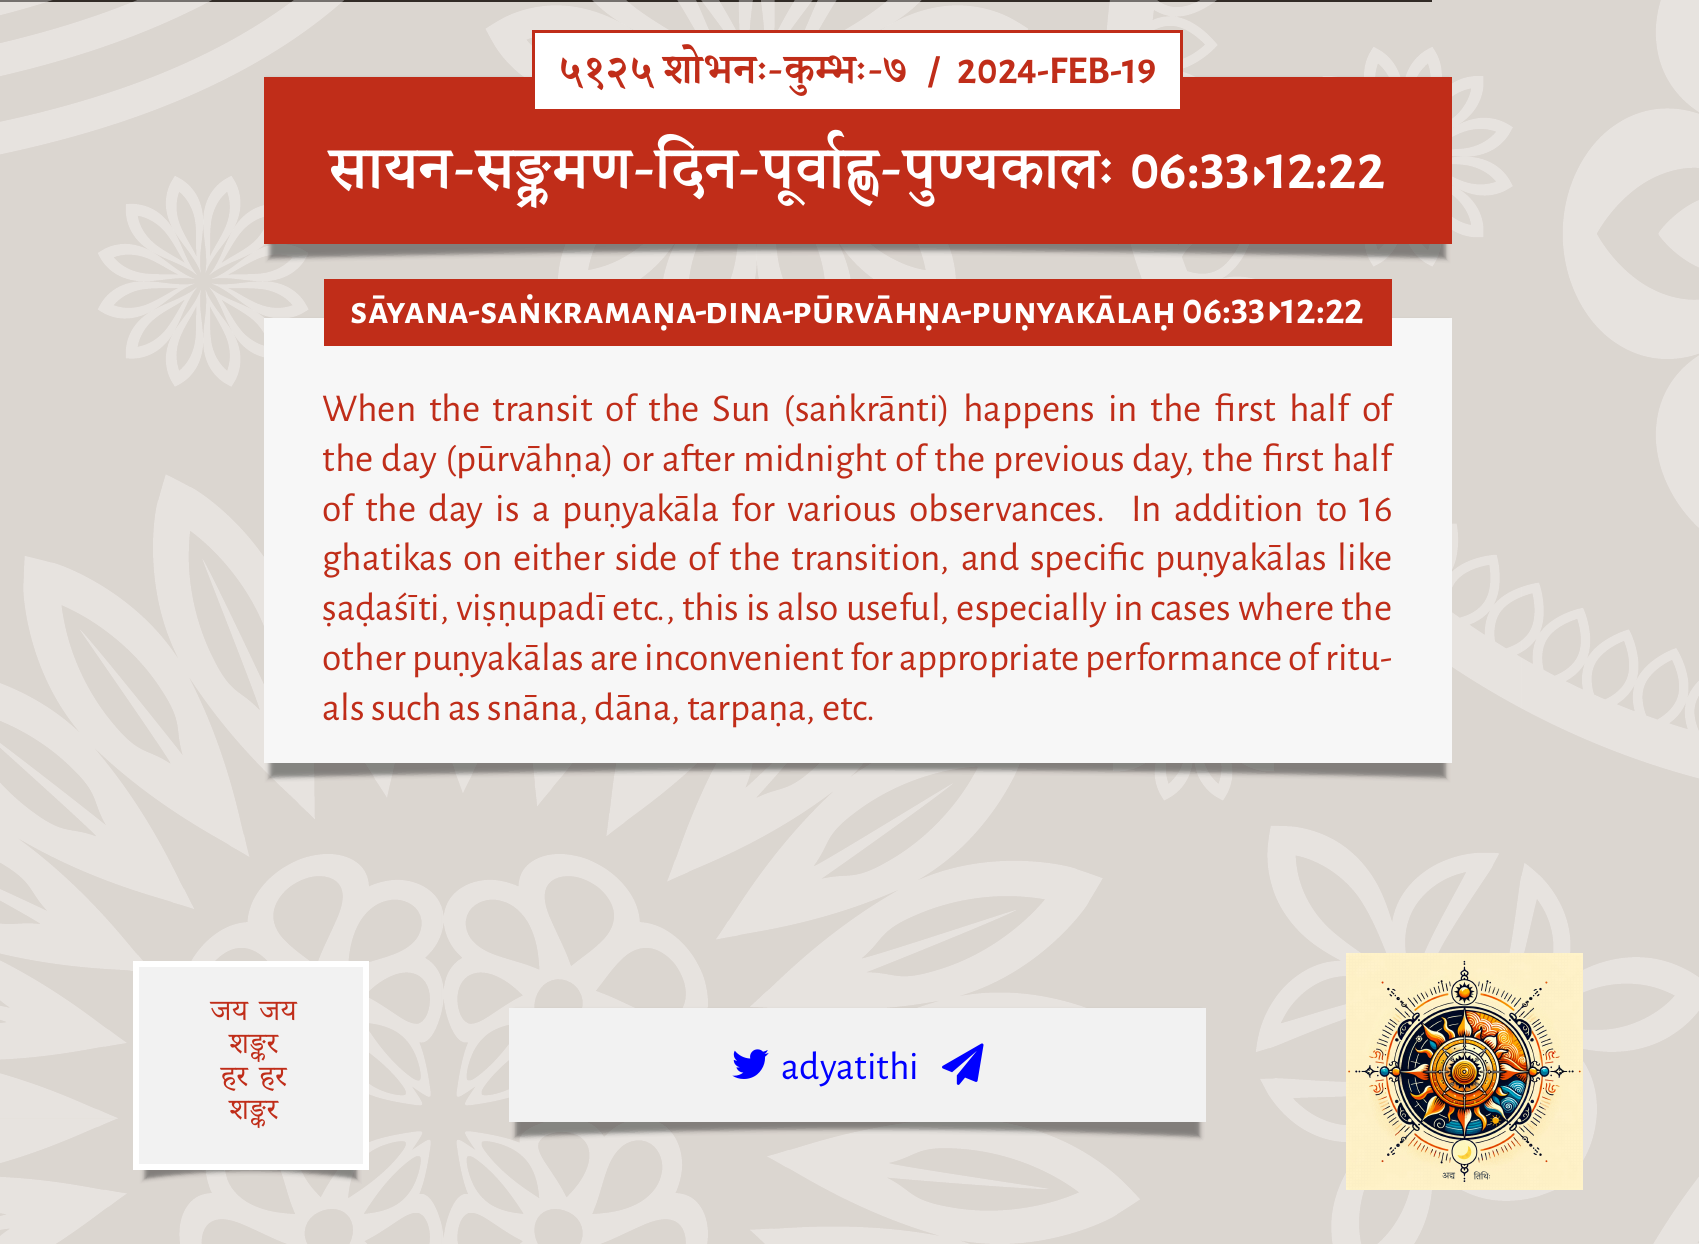 ५१२५ शोभनः-कुम्भः-७ / 2024-FEB-19
सायन-सङ्क्रमण-दिन-पूर्वाह्ण-पुण्यकालः 06:33▸12:22
SĀYANA-SAṄKRAMAṆA-DINA-PŪRVĀHṆA-PUṆYAKĀLAḤ 06:33▸12:22
When the transit of the Sun (saṅkrānti) happens in the first half of
the day (pūrvāhṇa) or after midnight of the previous day, the first half
of the day is a puṇyakāla for various observances. In addition to 16
ghatikas on either side of the transition, and specific puṇyakālas like
ṣaḍaśīti, viṣṇupadī etc., this is also useful, especially in cases where the
other puṇyakālas are inconvenient for appropriate performance of ritu-
als such as snāna, dāna, tarpaṇa, etc.
जय जय
शङ्कर
हर हर
शङ्कर
adyatithi
अद्य तिथिः